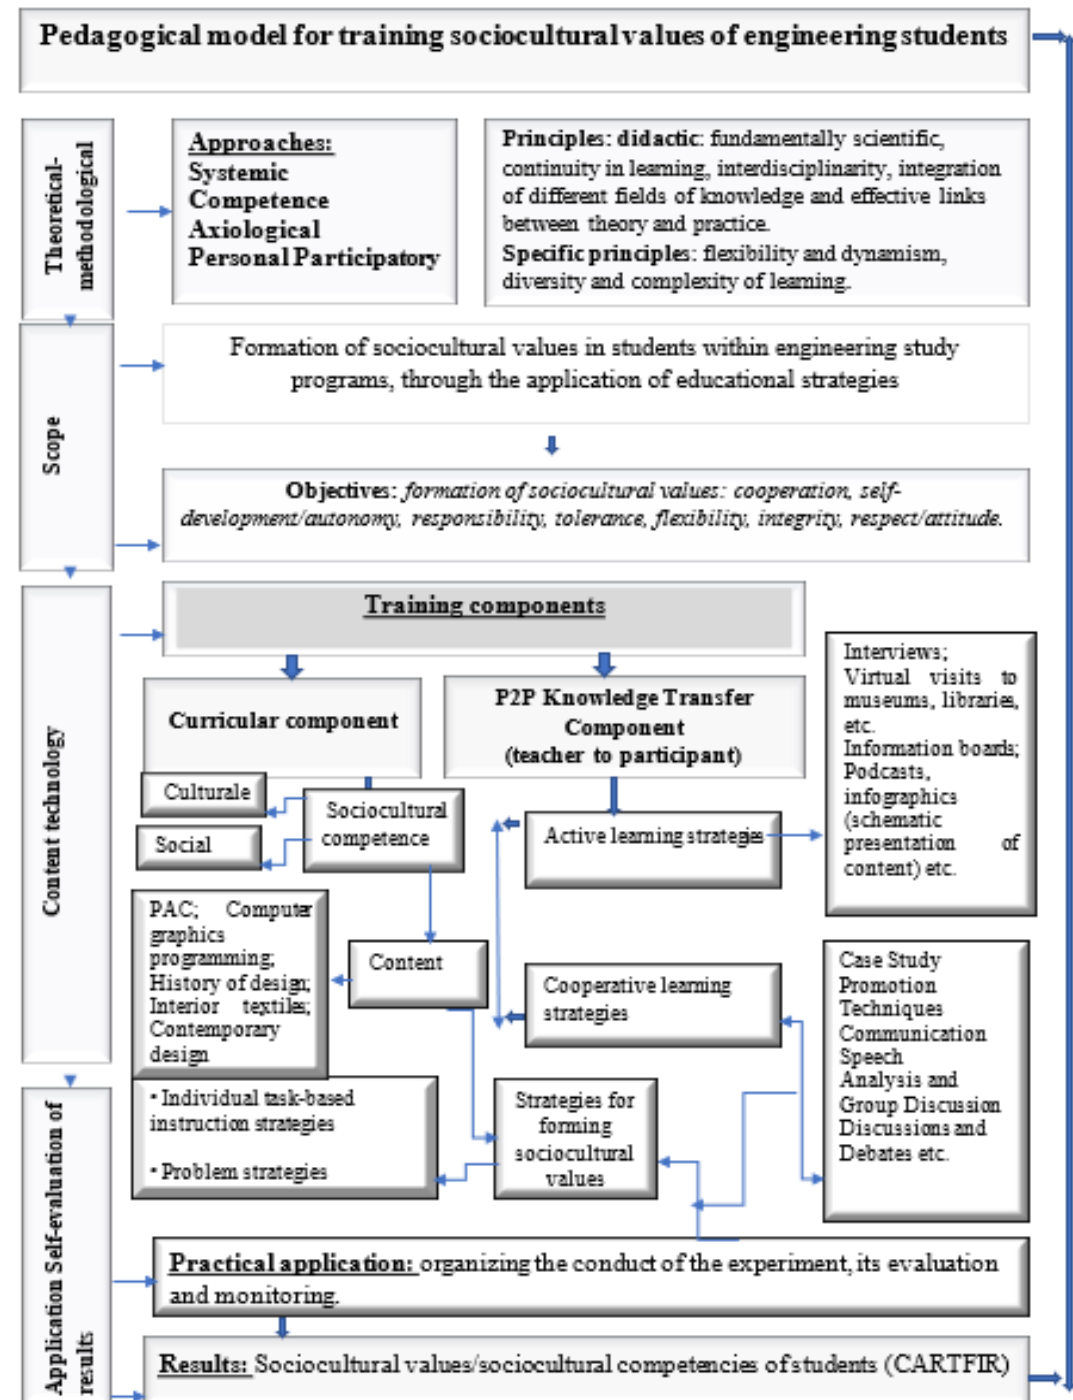 Pedagogical model for training sociocultural values of engineering students
Theoretical-
methodological
Approaches:
Systemic
Competence
Axiological
Personal Participatory
Principles: didactic: fundamentally scientific,
continuity in learning, interdisciplinarity, integration
of different fields of knowledge and effective links
between theory and practice.
Specific principles: flexibility and dynamism,
diversity and complexity of learning.
Scope
Formation of sociocultural values in students within engineering study
programs, through the application of educational strategies
Objectives: formation of sociocultural values: cooperation, self-
development/autonomy, responsibility, tolerance, flexibility, integrity, respect/attitude.
Content technology
Training components
Curricular component
P2P Knowledge Transfer
Component
(teacher to participant)
Interviews;
Virtual visits to
museums, libraries,
etc.
Information boards;
Podcasts,
infographics
(schematic
presentation of
content) etc.
Culturale
Social
Sociocultural
competence
Active learning strategies
PAC; Computer
graphics
programming;
History of design;
Interior textiles;
Contemporary
design
Content
Cooperative learning
strategies
Case Study
Promotion
Techniques
Communication
Speech
Analysis and
Group Discussion
Discussions and
Debates etc.
• Individual task-based
instruction strategies
• Problem strategies
Strategies for
forming
sociocultural
values
Application Self-evaluation of
results
Practical application: organizing the conduct of the experiment, its evaluation
and monitoring.
Results: Sociocultural values/sociocultural competencies of students (CARTFIR)